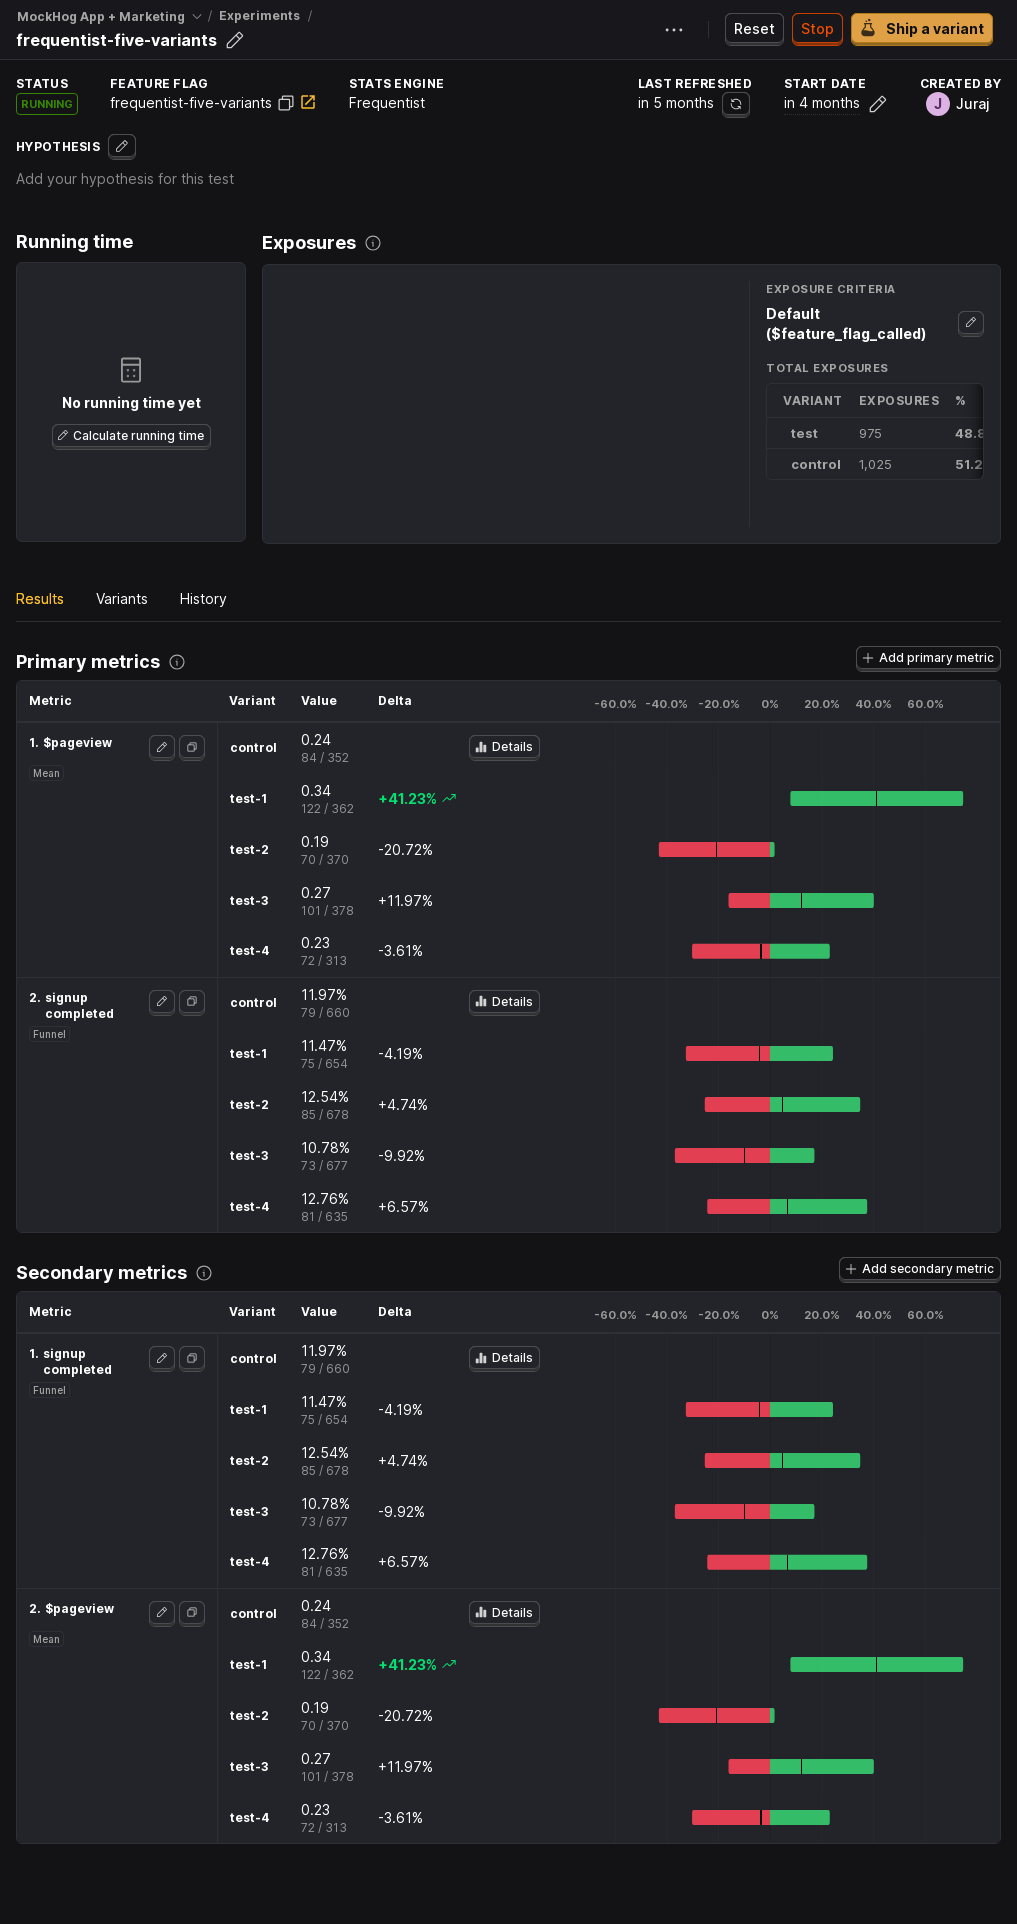 MockHog App + Marketing / Experiments /
frequentist-five-variants
Reset
Stop
Ship a variant
STATUS
RUNNING
FEATURE FLAG
frequentist-five-variants
STATS ENGINE
Frequentist
LAST REFRESHED
in 5 months
START DATE
in 4 months
CREATED BY
J Juraj
HYPOTHESIS
Add your hypothesis for this test
Running time
No running time yet
Calculate running time
Exposures
EXPOSURE CRITERIA
Default
($feature_flag_called)
TOTAL EXPOSURES
VARIANT EXPOSURES %
test 975 48.8
control 1,025 51.2
Results Variants History
Primary metrics
Add primary metric
Metric Variant Value Delta -60.0% -40.0% -20.0% 0% 20.0% 40.0% 60.0%
1. $pageview
Mean
control 0.24 Details
84 / 352
test-1 0.34 +41.23%
122 / 362
test-2 0.19 -20.72%
70 / 370
test-3 0.27 +11.97%
101 / 378
test-4 0.23 -3.61%
72 / 313
2. signup
completed
Funnel
control 11.97% Details
79 / 660
test-1 11.47% -4.19%
75 / 654
test-2 12.54% +4.74%
85 / 678
test-3 10.78% -9.92%
73 / 677
test-4 12.76% +6.57%
81 / 635
Secondary metrics
Add secondary metric
Metric Variant Value Delta -60.0% -40.0% -20.0% 0% 20.0% 40.0% 60.0%
1. signup
completed
Funnel
control 11.97% Details
79 / 660
test-1 11.47% -4.19%
75 / 654
test-2 12.54% +4.74%
85 / 678
test-3 10.78% -9.92%
73 / 677
test-4 12.76% +6.57%
81 / 635
2. $pageview
Mean
control 0.24 Details
84 / 352
test-1 0.34 +41.23%
122 / 362
test-2 0.19 -20.72%
70 / 370
test-3 0.27 +11.97%
101 / 378
test-4 0.23 -3.61%
72 / 313